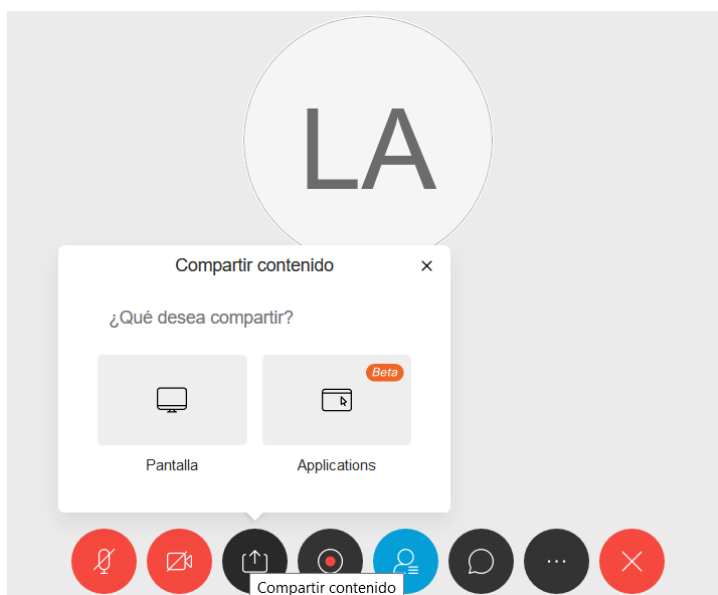 LA
Compartir contenido
¿Qué desea compartir?
Beta
Pantalla
Applications
Compartir contenido